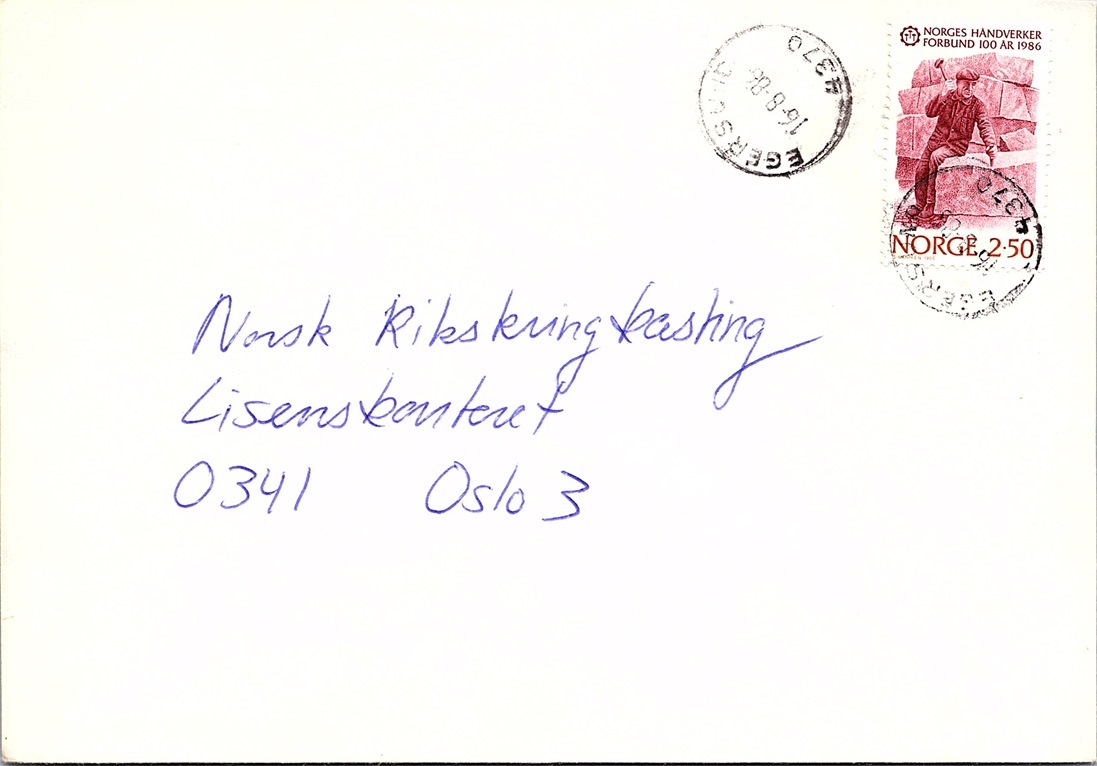 NORGES HÅNDVERKER
FORBUND 100 ÅR 1986
4370
16-8-86
EGERSUND
NORGE 2·50
4370
Norsk Rikskringkasting
Lisenskontoret
0341 Oslo 3